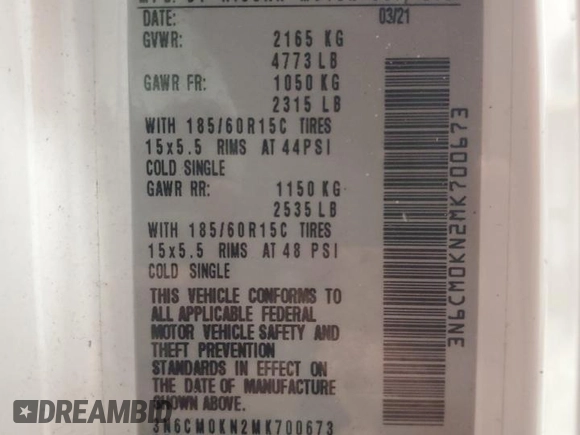 DATE: 03/21
GVWR: 2165 KG
4773 LB
GAWR FR: 1050 KG
2315 LB
WITH 185/60R15C TIRES
15x5.5 RIMS AT 44PSI
COLD SINGLE
GAWR RR: 1150 KG
2535 LB
WITH 185/60R15C TIRES
15x5.5 RIMS AT 48 PSI
COLD SINGLE
THIS VEHICLE CONFORMS TO
ALL APPLICABLE FEDERAL
MOTOR VEHICLE SAFETY AND
THEFT PREVENTION
STANDARDS IN EFFECT ON
THE DATE OF MANUFACTURE
SHOWN ABOVE.
3N6CM0KN2MK700673
3N6CM0KN2MK700673
DREAMBID